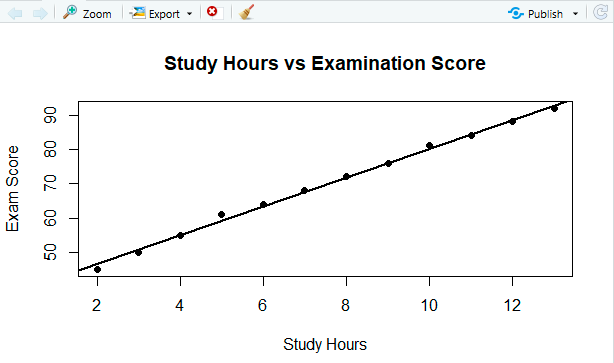 Zoom Export Publish
Study Hours vs Examination Score
Exam Score
90
80
70
60
50
2 4 6 8 10 12
Study Hours